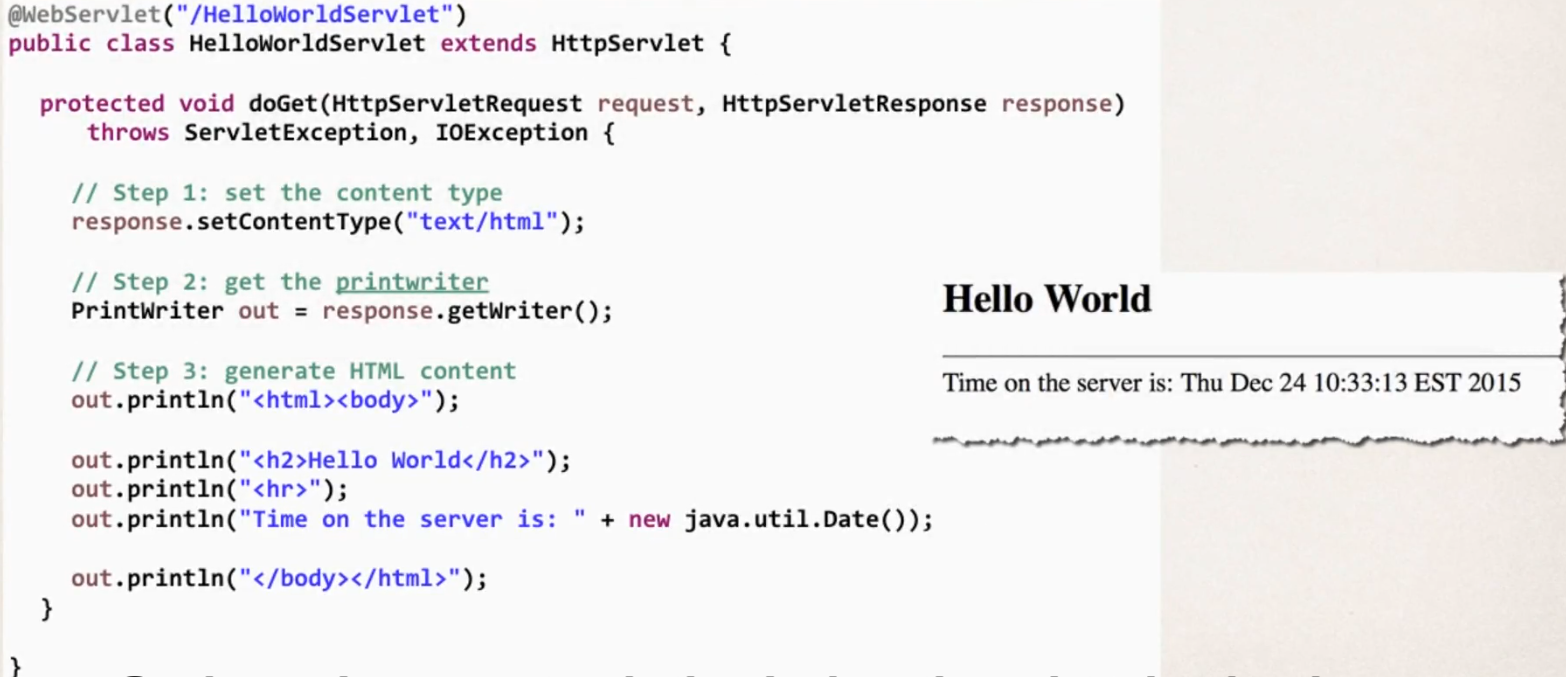 @WebServlet("/HelloWorldServlet")
public class HelloWorldServlet extends HttpServlet {
protected void doGet(HttpServletRequest request, HttpServletResponse response)
throws ServletException, IOException {
// Step 1: set the content type
response.setContentType("text/html");
// Step 2: get the printwriter
PrintWriter out = response.getWriter();
// Step 3: generate HTML content
out.println("<html><body>");
out.println("<h2>Hello World</h2>");
out.println("<hr>");
out.println("Time on the server is: " + new java.util.Date());
out.println("</body></html>");
}
}
Hello World
Time on the server is: Thu Dec 24 10:33:13 EST 2015